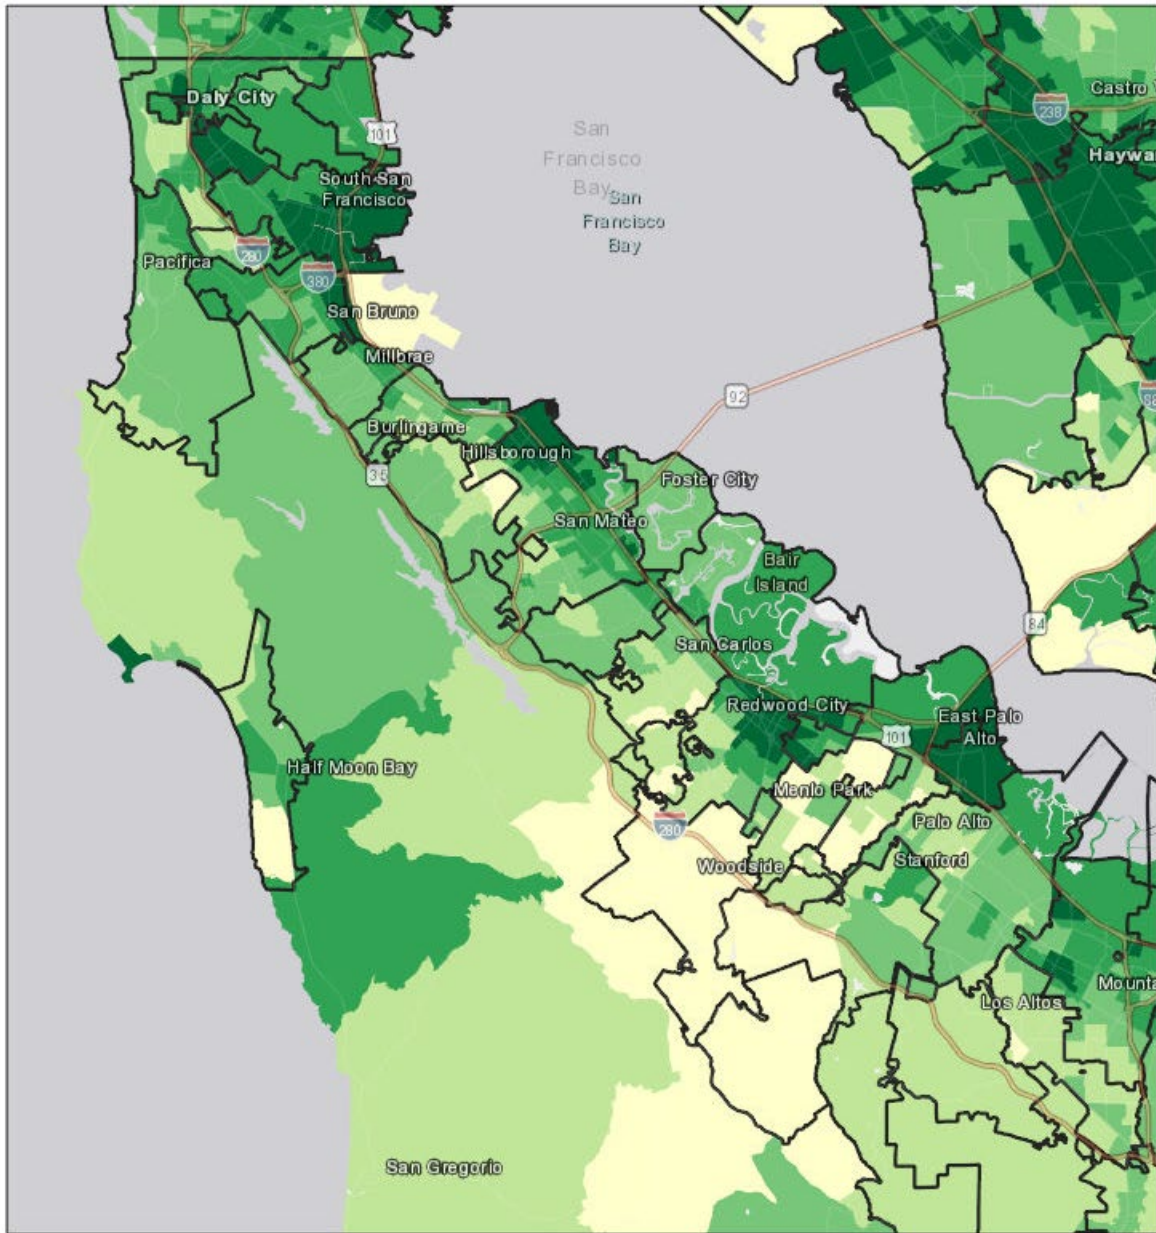 Castro
238
Daly City
101
San
Francisco
Bay
Haywa
South San
Francisco
San
Francisco
Bay
280
Pacifica
380
San Bruno
Millbrae
92
88
Burlingame
Hillsborough
35
Foster City
San Mateo
Bair
Island
84
San Carlos
Redwood City
East Palo
Alto
101
Half Moon Bay
Menlo Park
280
Palo Alto
Woodside
Stanford
Los Altos
Mounta
San Gregorio